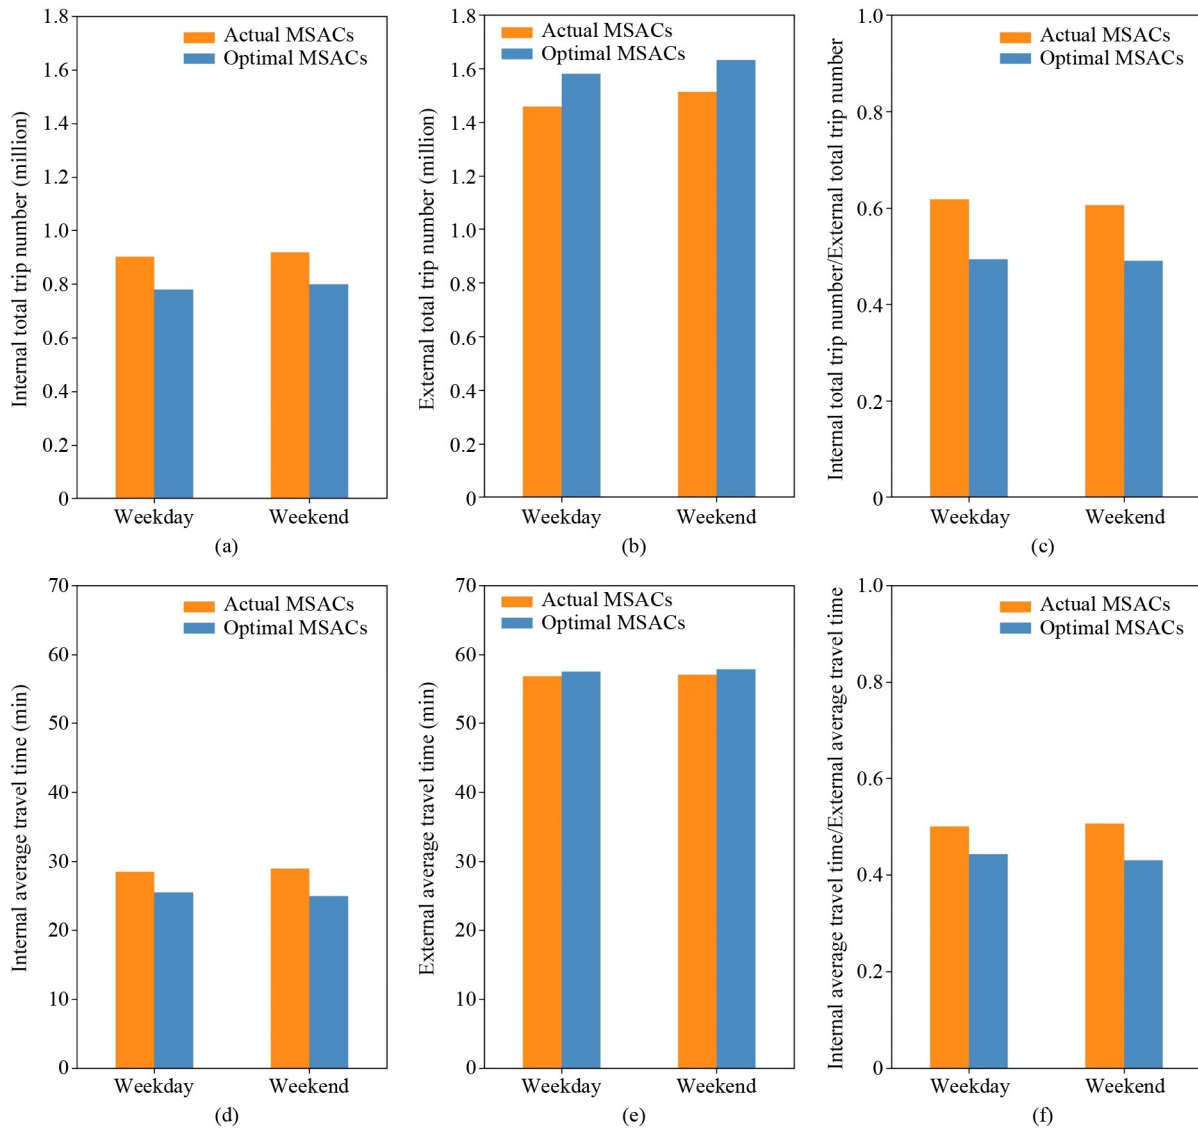 Internal total trip number (million)
1.8
1.6
1.4
1.2
1.0
0.8
0.6
0.4
0.2
0
Actual MSACs
Optimal MSACs
Weekday
Weekend
(a)
External total trip number (million)
1.8
1.6
1.4
1.2
1.0
0.8
0.6
0.4
0.2
0
Actual MSACs
Optimal MSACs
Weekday
Weekend
(b)
Internal total trip number/External total trip number
1.0
0.8
0.6
0.4
0.2
0
Actual MSACs
Optimal MSACs
Weekday
Weekend
(c)
Internal average travel time (min)
70
60
50
40
30
20
10
0
Actual MSACs
Optimal MSACs
Weekday
Weekend
(d)
External average travel time (min)
70
60
50
40
30
20
10
0
Actual MSACs
Optimal MSACs
Weekday
Weekend
(e)
Internal average travel time/External average travel time
1.0
0.8
0.6
0.4
0.2
0
Actual MSACs
Optimal MSACs
Weekday
Weekend
(f)